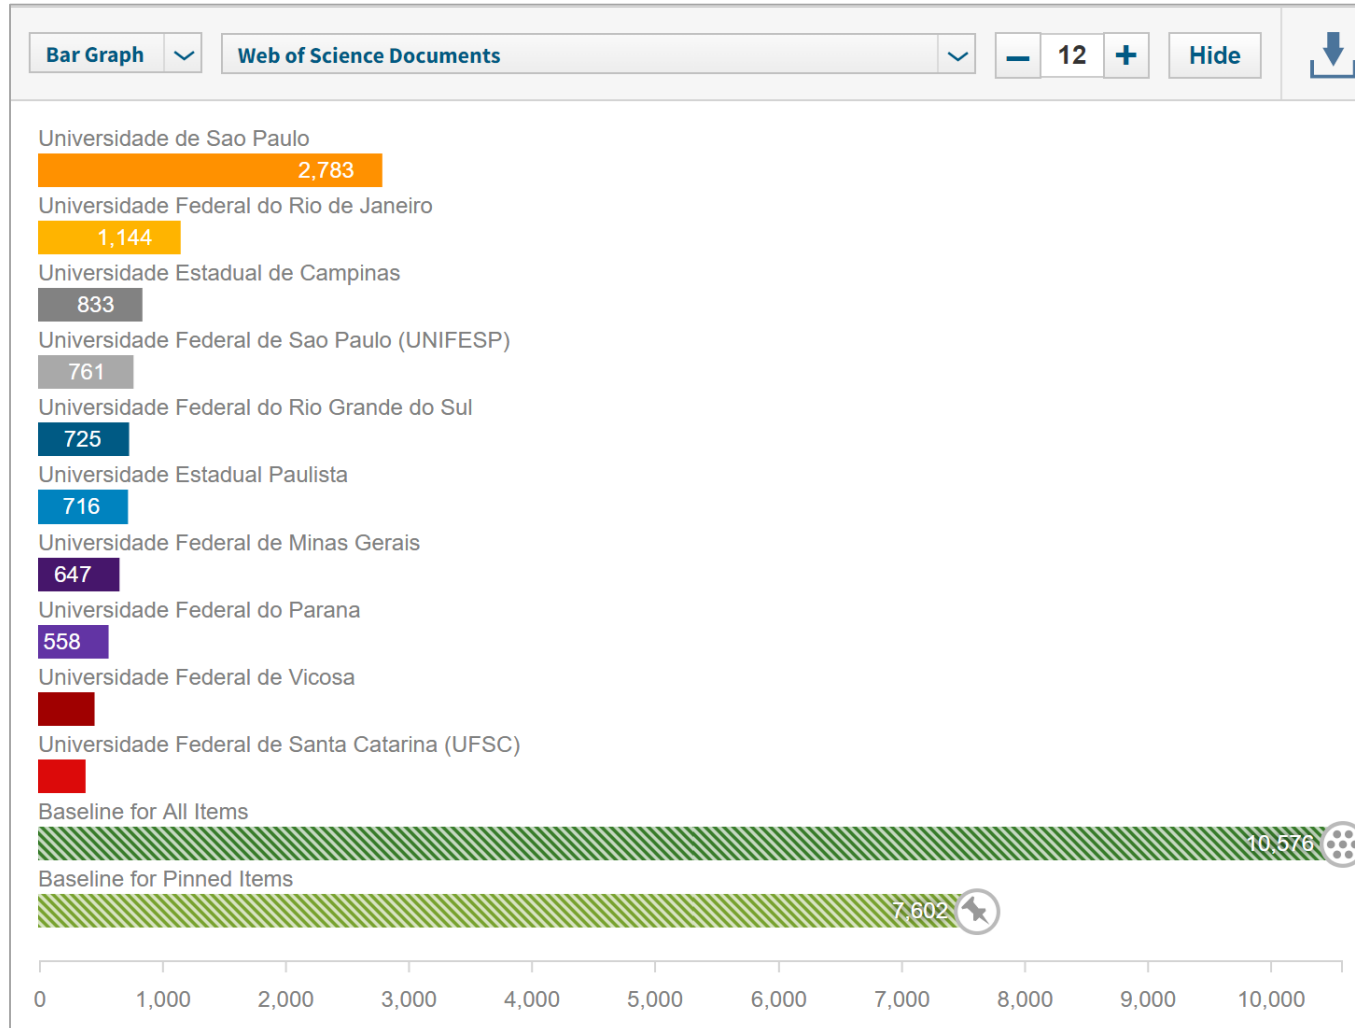 Bar Graph Web of Science Documents 12 Hide
Universidade de Sao Paulo
2,783
Universidade Federal do Rio de Janeiro
1,144
Universidade Estadual de Campinas
833
Universidade Federal de Sao Paulo (UNIFESP)
761
Universidade Federal do Rio Grande do Sul
725
Universidade Estadual Paulista
716
Universidade Federal de Minas Gerais
647
Universidade Federal do Parana
558
Universidade Federal de Vicosa
Universidade Federal de Santa Catarina (UFSC)
Baseline for All Items
10,576
Baseline for Pinned Items
7,602
0 1,000 2,000 3,000 4,000 5,000 6,000 7,000 8,000 9,000 10,000